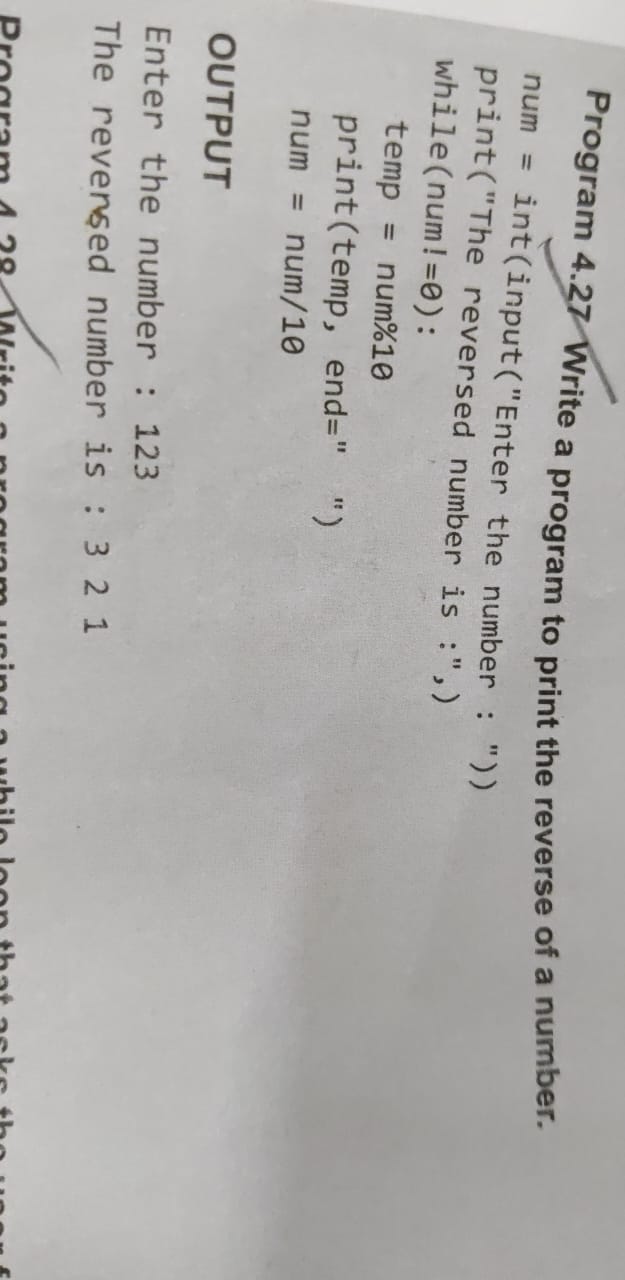 Program 4.27 Write a program to print the reverse of a number.
num = int(input("Enter the number : "))
print("The reversed number is :",)
while(num!=0):
    temp = num%10
    print(temp, end="  ")
    num = num/10
OUTPUT
Enter the number : 123
The reversed number is : 3 2 1
Program 4.28 Write a program using a while loop that asks the user f